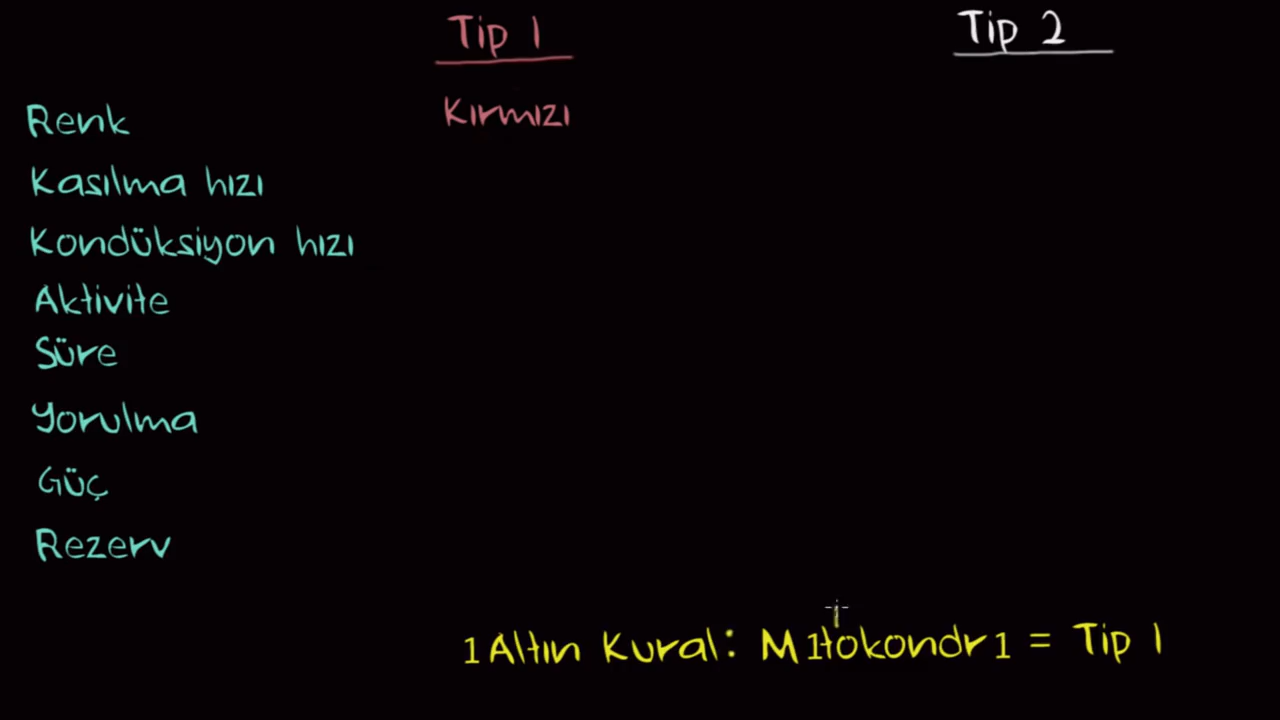 Tip 1 Tip 2
Renk Kırmızı
Kasılma hızı
Kondüksiyon hızı
Aktivite
Süre
Yorulma
Güç
Rezerv
1 Altın Kural: M1tokondr1 = Tip 1